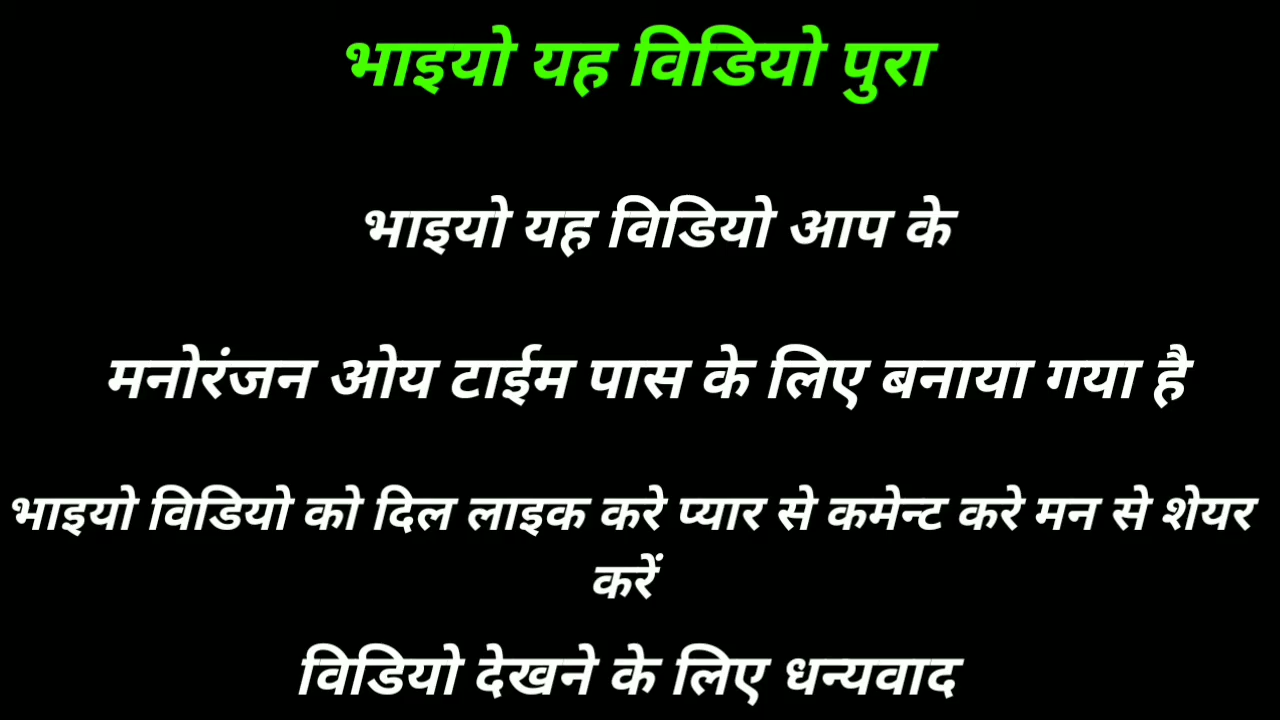 भाइयो यह विडियो पुरा
भाइयो यह विडियो आप के
मनोरंजन ओय टाईम पास के लिए बनाया गया है
भाइयो विडियो को दिल लाइक करे प्यार से कमेन्ट करे मन से शेयर
करें
विडियो देखने के लिए धन्यवाद